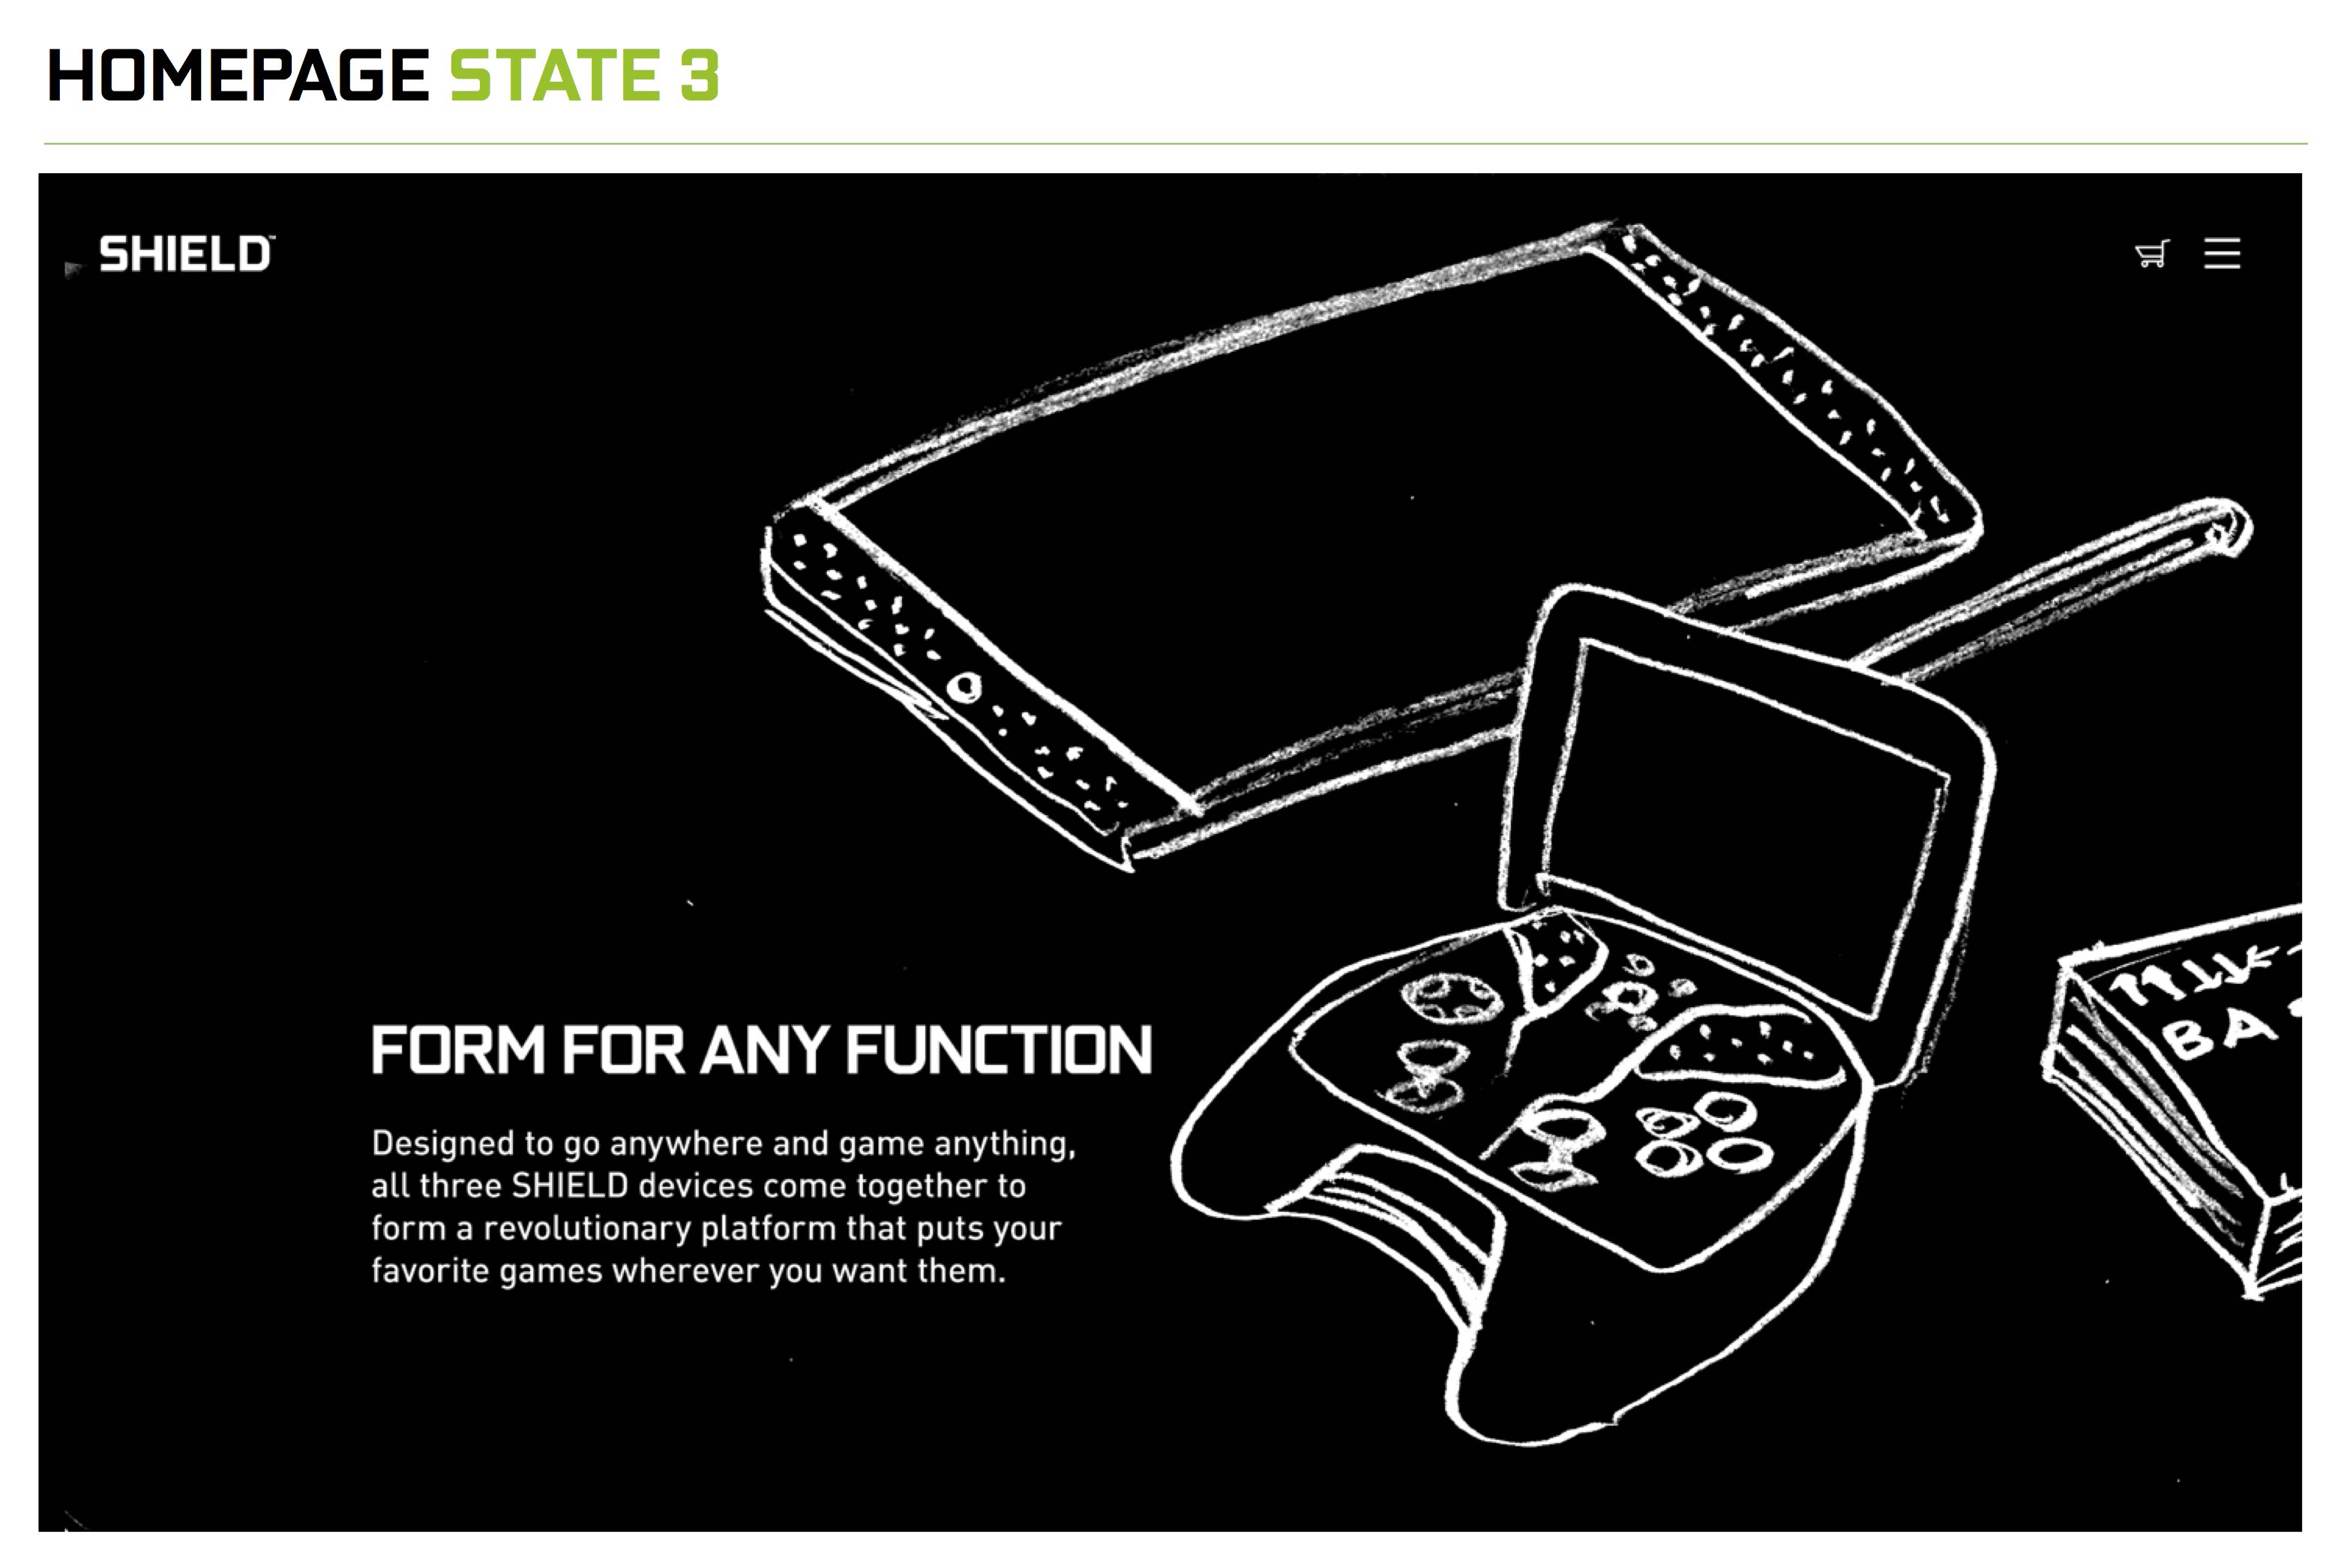 HOMEPAGE STATE 3
SHIELD™
FORM FOR ANY FUNCTION
Designed to go anywhere and game anything,
all three SHIELD devices come together to
form a revolutionary platform that puts your
favorite games wherever you want them.
BA